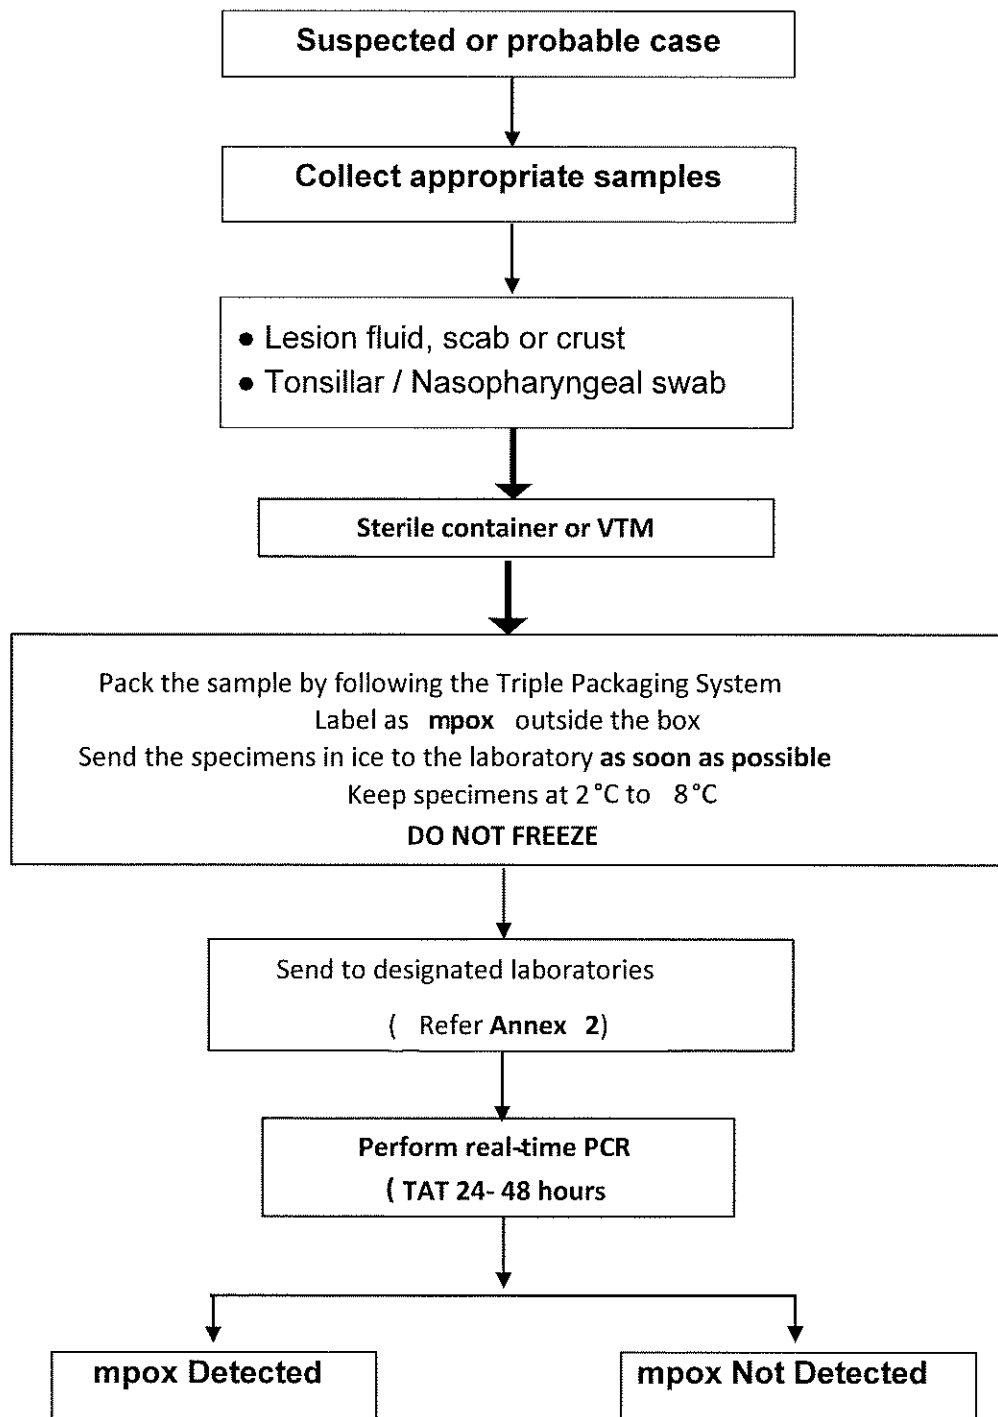 Suspected or probable case
Collect appropriate samples
● Lesion fluid, scab or crust
● Tonsillar / Nasopharyngeal swab
Sterile container or VTM
Pack the sample by following the Triple Packaging System
Label as mpox outside the box
Send the specimens in ice to the laboratory as soon as possible
Keep specimens at 2°C to 8°C
DO NOT FREEZE
Send to designated laboratories
( Refer Annex 2)
Perform real-time PCR
( TAT 24- 48 hours
mpox Detected
mpox Not Detected